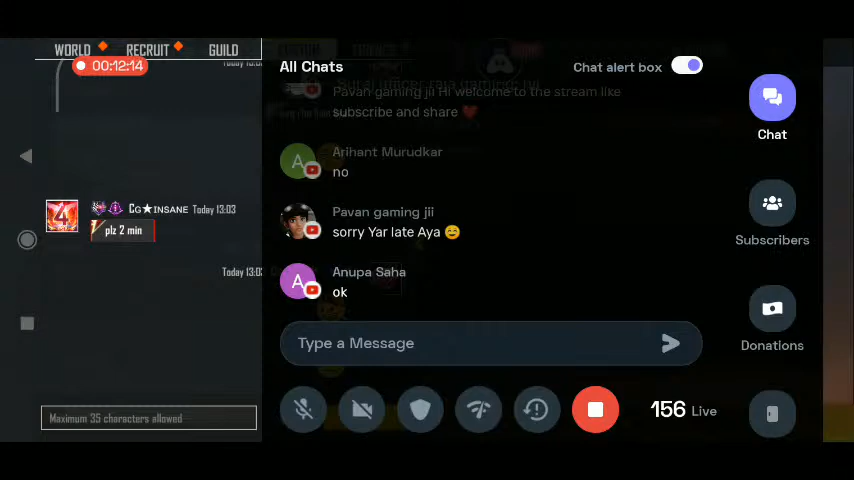 WORLD
RECRUIT
GUILD
00:12:14
Today 13:03
CG★INSANE Today 13:03
plz 2 min
Maximum 35 characters allowed
All Chats
Chat alert box
Pavan gaming jii Hi welcome to the stream like
subscribe and share ❤️
Arihant Murudkar
no
Pavan gaming jii
sorry Yar late Aya ☺️
Anupa Saha
ok
Type a Message
156 Live
Chat
Subscribers
Donations